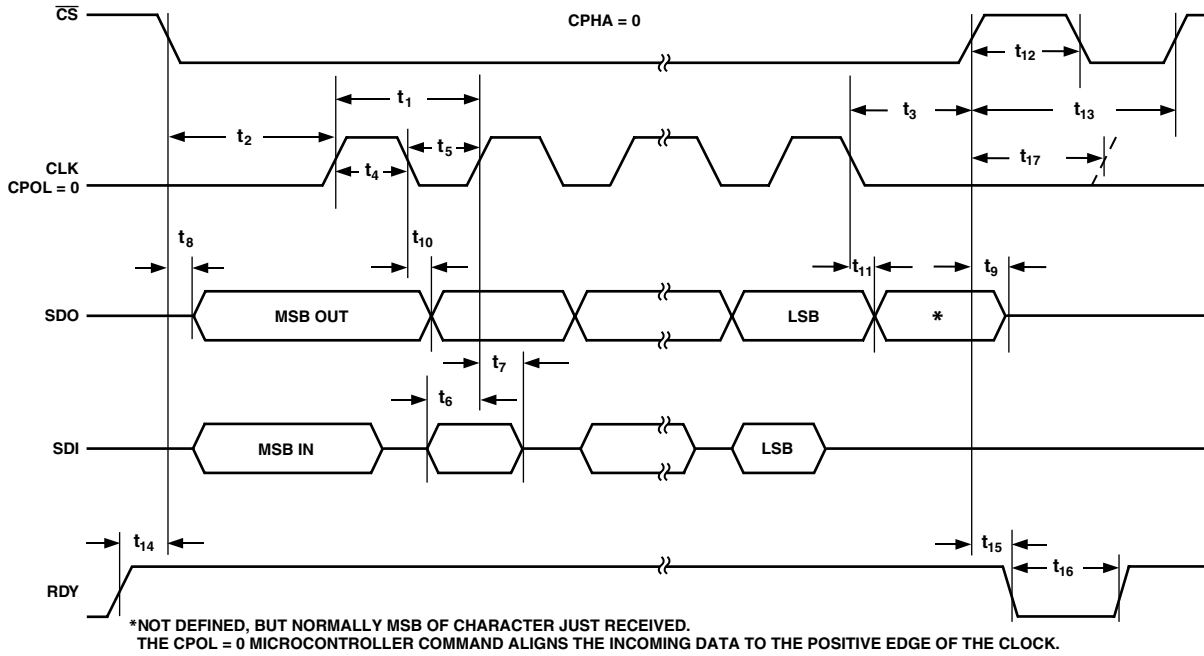 CS
CPHA = 0
t12
t1
t3
t13
t2
t5
t17
CLK
CPOL = 0
t4
t8
t10
t11
t9
SDO
MSB OUT
LSB
*
t7
t6
SDI
MSB IN
LSB
t14
t15
t16
RDY
*NOT DEFINED, BUT NORMALLY MSB OF CHARACTER JUST RECEIVED.
THE CPOL = 0 MICROCONTROLLER COMMAND ALIGNS THE INCOMING DATA TO THE POSITIVE EDGE OF THE CLOCK.